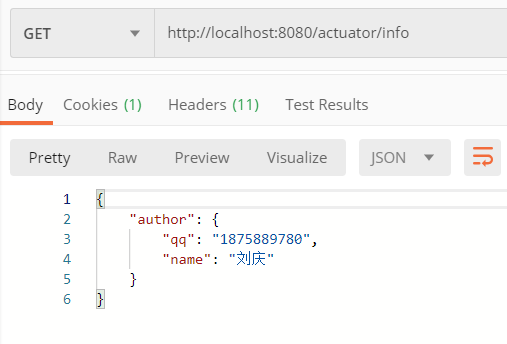 GET http://localhost:8080/actuator/info
Body Cookies (1) Headers (11) Test Results
Pretty Raw Preview Visualize JSON
1 {
2 "author": {
3 "qq": "1875889780",
4 "name": "刘庆"
5 }
6 }